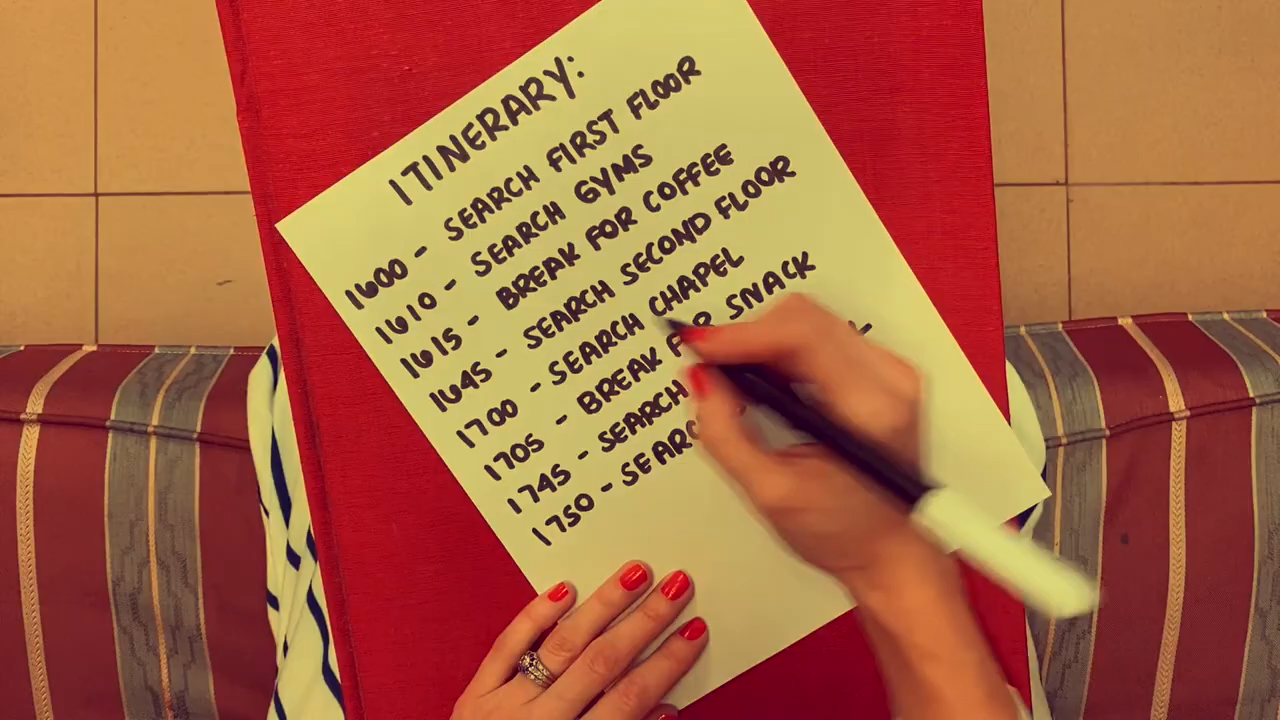 ITINERARY:
1600 - SEARCH FIRST FLOOR
1610 - SEARCH GYMS
1615 - BREAK FOR COFFEE
1645 - SEARCH SECOND FLOOR
1700 - SEARCH CHAPEL
1705 - BREAK FOR SNACK
1745 - SEARCH
1750 - SEARC